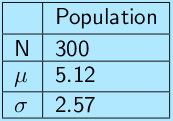 Population
N 300
μ 5.12
σ 2.57